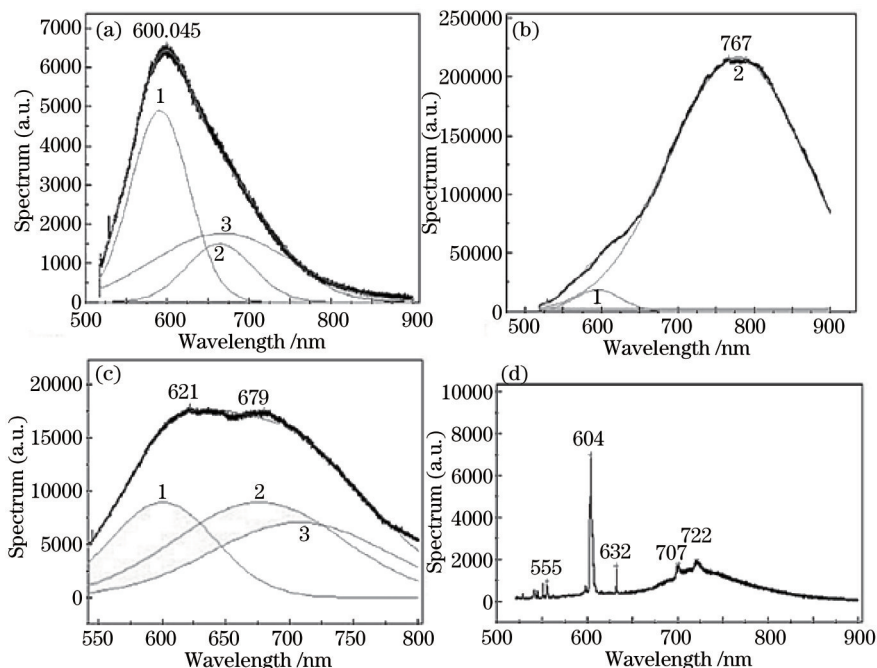 (a)
600.045
7000
6000
5000
4000
3000
2000
1000
0
1
3
2
500 600 700 800 900
Wavelength /nm
Spectrum (a.u.)
(b)
767
2
250000
200000
150000
100000
50000
0
1
500 600 700 800 900
Wavelength /nm
Spectrum (a.u.)
(c)
621
679
20000
15000
10000
5000
0
1
2
3
550 600 650 700 750 800
Wavelength /nm
Spectrum (a.u.)
(d)
10000
8000
6000
4000
2000
0
604
555
632
707
722
500 600 700 800 900
Wavelength /nm
Spectrum (a.u.)